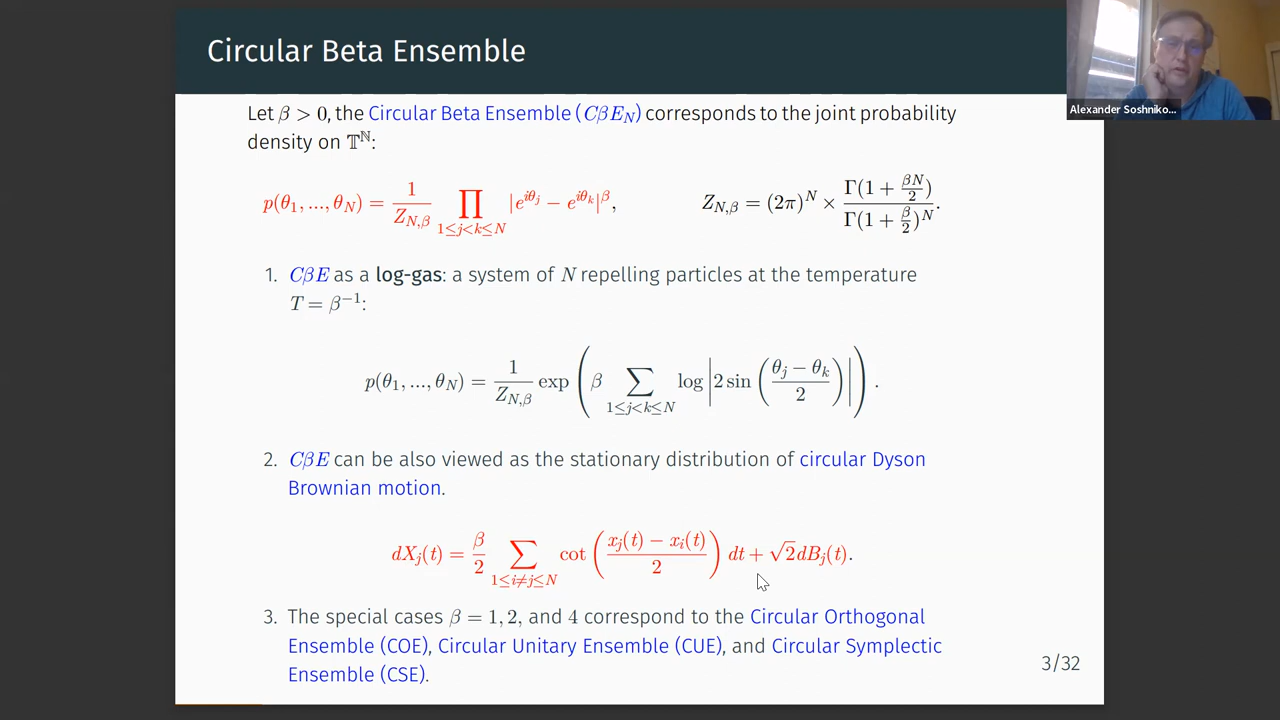 Circular Beta Ensemble
Alexander Soshniko...
Let β > 0, the Circular Beta Ensemble (CβE_N) corresponds to the joint probability
density on 𝕋^ℕ:
p(θ_1, ..., θ_N) = 1/Z_{N,β} ∏_{1≤j<k≤N} |e^{iθ_j} − e^{iθ_k}|^β, Z_{N,β} = (2π)^N × Γ(1 + βN/2)/Γ(1 + β/2)^N.
1. CβE as a log-gas: a system of N repelling particles at the temperature
T = β^{−1}:
p(θ_1, ..., θ_N) = 1/Z_{N,β} exp (β ∑_{1≤j<k≤N} log |2 sin ((θ_j − θ_k)/2)|).
2. CβE can be also viewed as the stationary distribution of circular Dyson
Brownian motion.
dX_j(t) = β/2 ∑_{1≤i≠j≤N} cot ((x_j(t) − x_i(t))/2) dt + √2dB_j(t).
3. The special cases β = 1, 2, and 4 correspond to the Circular Orthogonal
Ensemble (COE), Circular Unitary Ensemble (CUE), and Circular Symplectic
Ensemble (CSE).
3/32